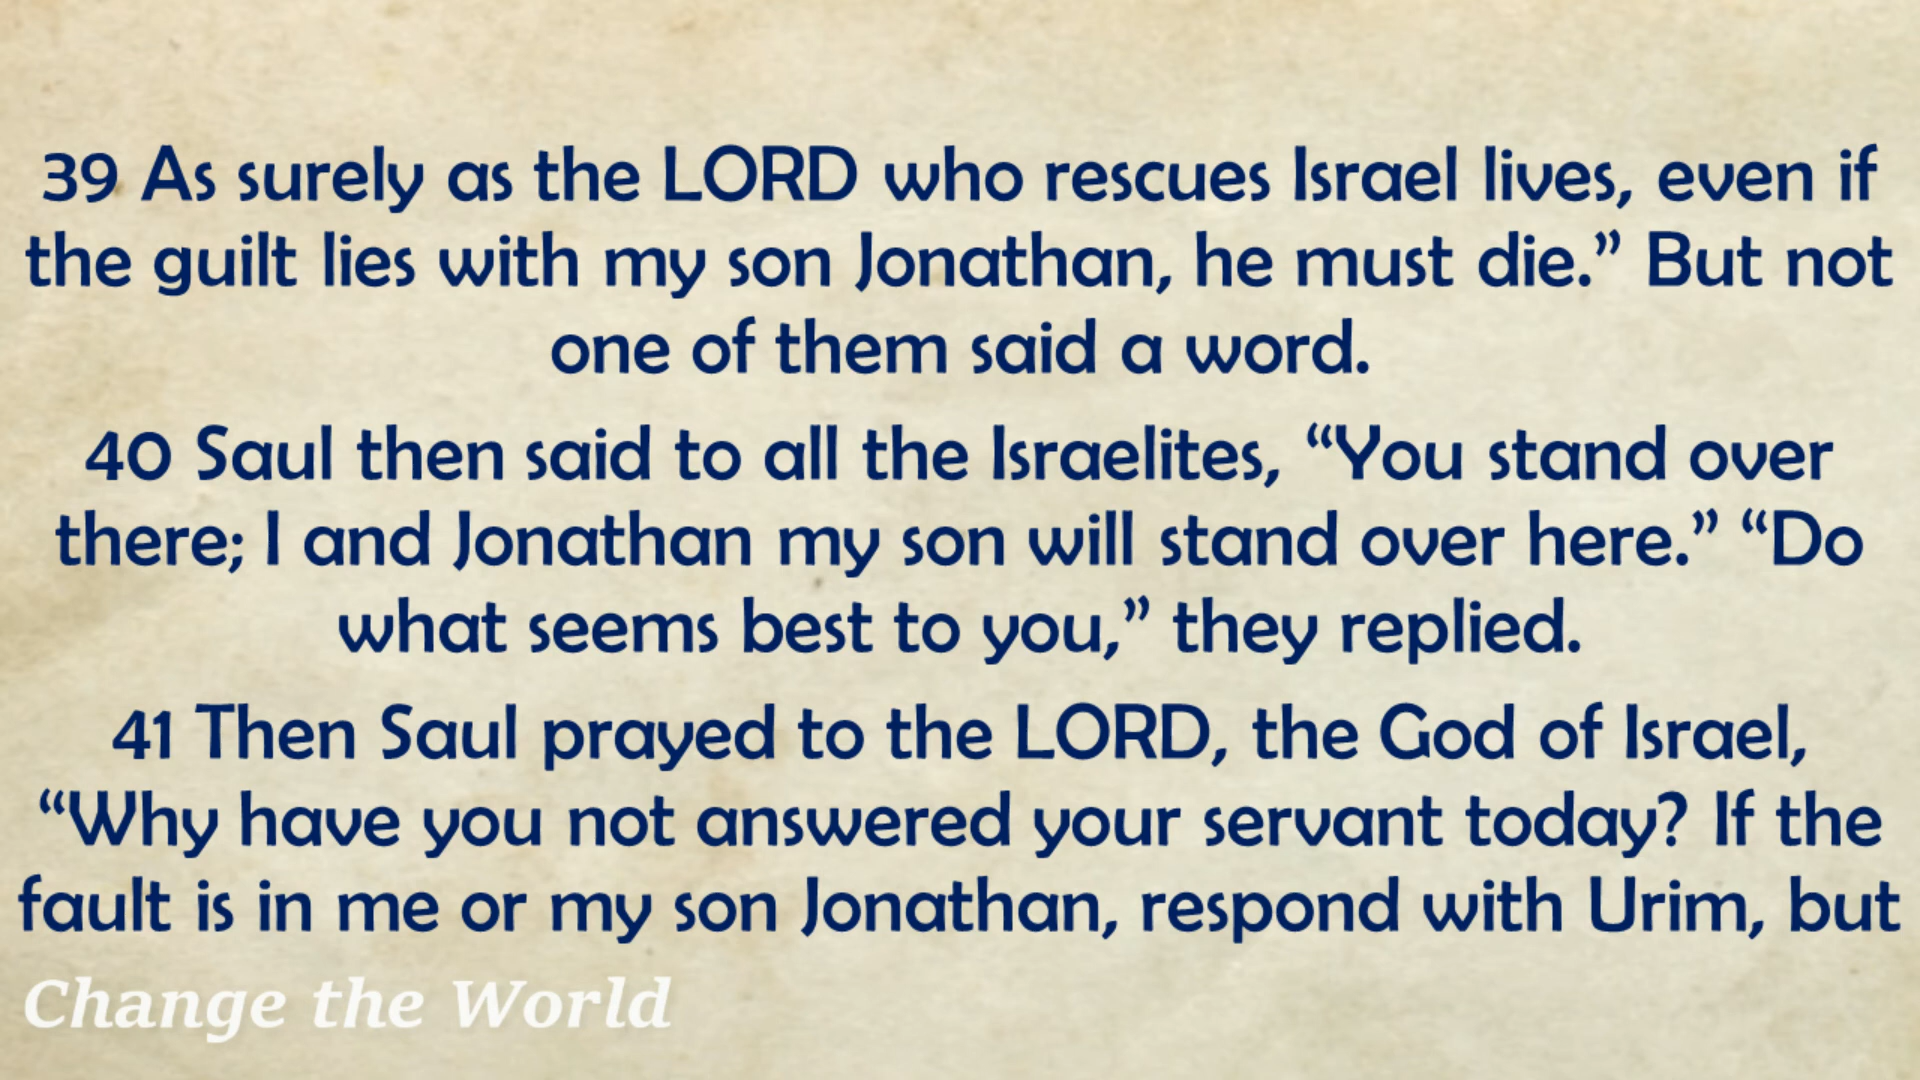 39 As surely as the LORD who rescues Israel lives, even if
the guilt lies with my son Jonathan, he must die.” But not
one of them said a word.
40 Saul then said to all the Israelites, “You stand over
there; I and Jonathan my son will stand over here.” “Do
what seems best to you,” they replied.
41 Then Saul prayed to the LORD, the God of Israel,
“Why have you not answered your servant today? If the
fault is in me or my son Jonathan, respond with Urim, but
Change the World